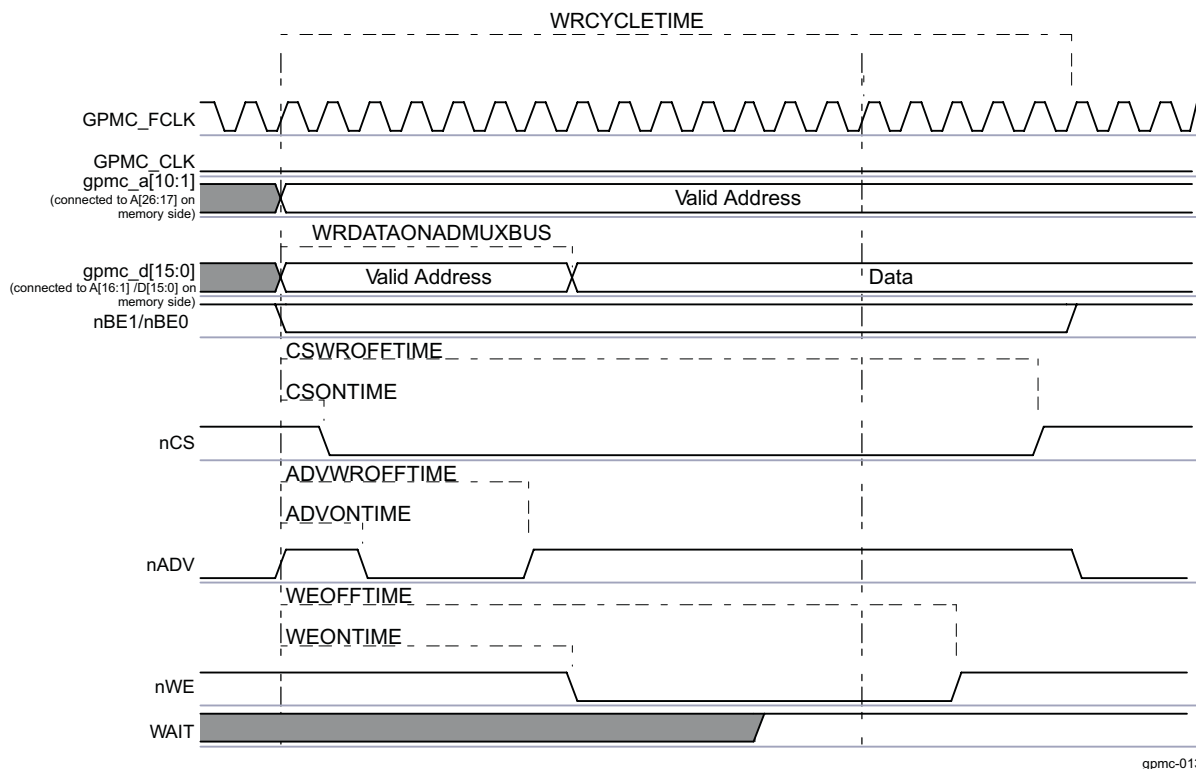 WRCYCLETIME
GPMC_FCLK
GPMC_CLK
gpmc_a[10:1]
(connected to A[26:17] on
memory side)
Valid Address
WRDATAONADMUXBUS
gpmc_d[15:0]
(connected to A[16:1] /D[15:0] on
memory side)
Valid Address
Data
nBE1/nBE0
CSWROFFTIME
CSONTIME
nCS
ADVWROFFTIME
ADVONTIME
nADV
WEOFFTIME
WEONTIME
nWE
WAIT